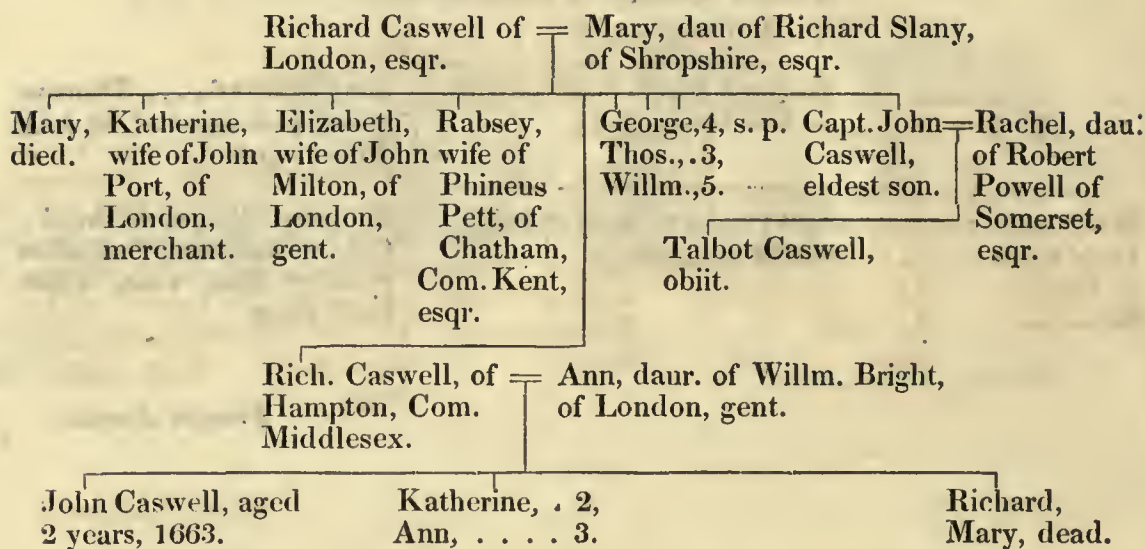 Richard Caswell of = Mary, dau of Richard Slany,
London, esqr. of Shropshire, esqr.
Mary,
died.
Katherine,
wife of John
Port, of
London,
merchant.
Elizabeth,
wife of John
Milton, of
London,
gent.
Rabsey,
wife of
Phineus
Pett, of
Chatham,
Com. Kent,
esqr.
George, 4, s. p.
Thos., . 3,
Willm., 5.
Capt. John
Caswell,
eldest son.
= Rachel, dau:
of Robert
Powell of
Somerset,
esqr.
Talbot Caswell,
obiit.
Rich. Caswell, of = Ann, daur. of Willm. Bright,
Hampton, Com. of London, gent.
Middlesex.
John Caswell, aged
2 years, 1663.
Katherine, . 2,
Ann, . . . . 3.
Richard,
Mary, dead.